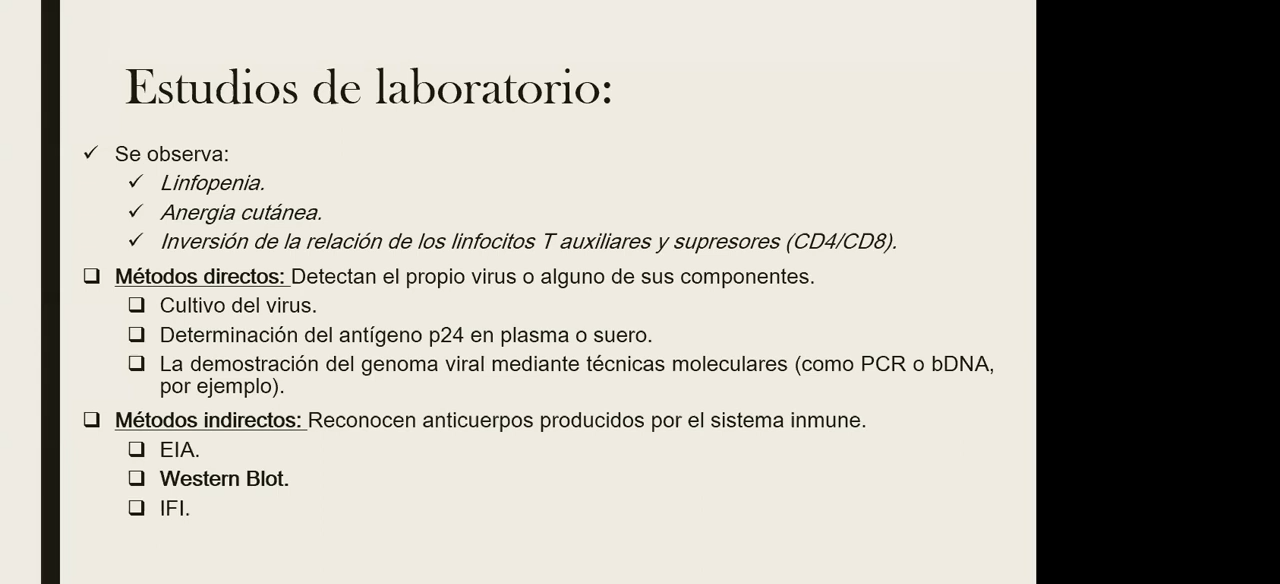 Estudios de laboratorio:
✓ Se observa:
✓ Linfopenia.
✓ Anergia cutánea.
✓ Inversión de la relación de los linfocitos T auxiliares y supresores (CD4/CD8).
❑ Métodos directos: Detectan el propio virus o alguno de sus componentes.
❑ Cultivo del virus.
❑ Determinación del antígeno p24 en plasma o suero.
❑ La demostración del genoma viral mediante técnicas moleculares (como PCR o bDNA,
por ejemplo).
❑ Métodos indirectos: Reconocen anticuerpos producidos por el sistema inmune.
❑ EIA.
❑ Western Blot.
❑ IFI.